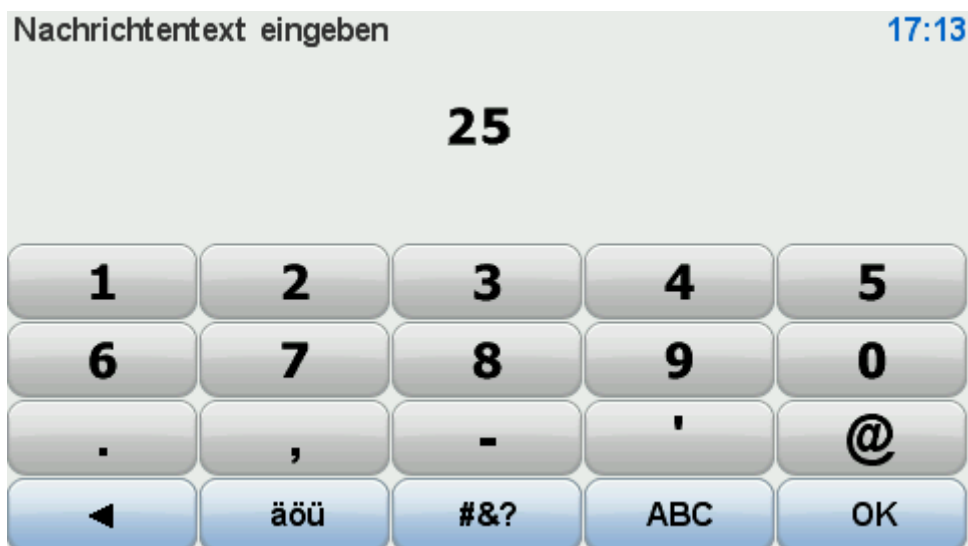 Nachrichtentext eingeben 17:13
25
1 2 3 4 5
6 7 8 9 0
. , - ' @
◄ äöü #&? ABC OK